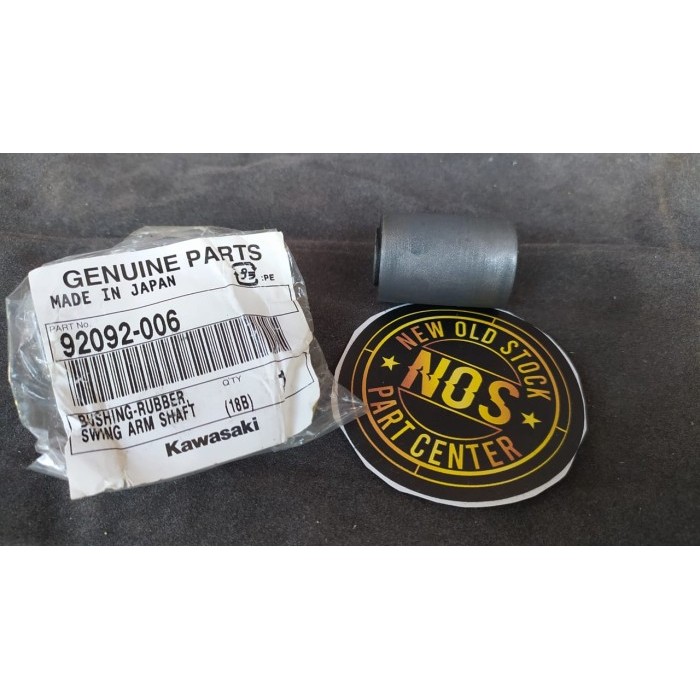 GENUINE PARTS
MADE IN JAPAN
:PE
PART No.
92092-006
QTY
BUSHING-RUBBER,
SWING ARM SHAFT (18B)
Kawasaki
NEW OLD STOCK
NOS
PART CENTER